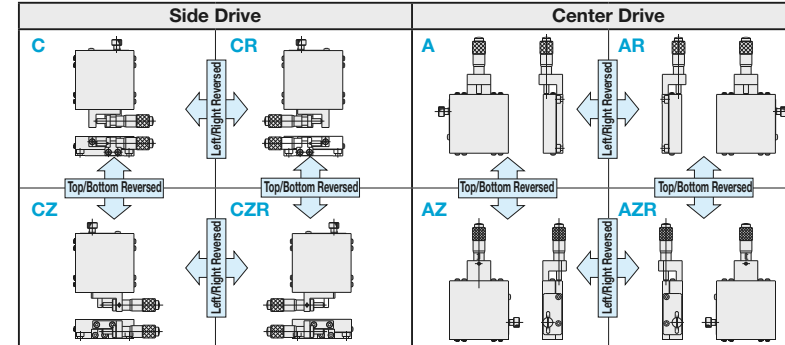 Side Drive
Center Drive
C
Left/Right Reversed
CR
A
Left/Right Reversed
AR
Top/Bottom Reversed
Top/Bottom Reversed
Top/Bottom Reversed
Top/Bottom Reversed
CZ
Left/Right Reversed
CZR
AZ
Left/Right Reversed
AZR